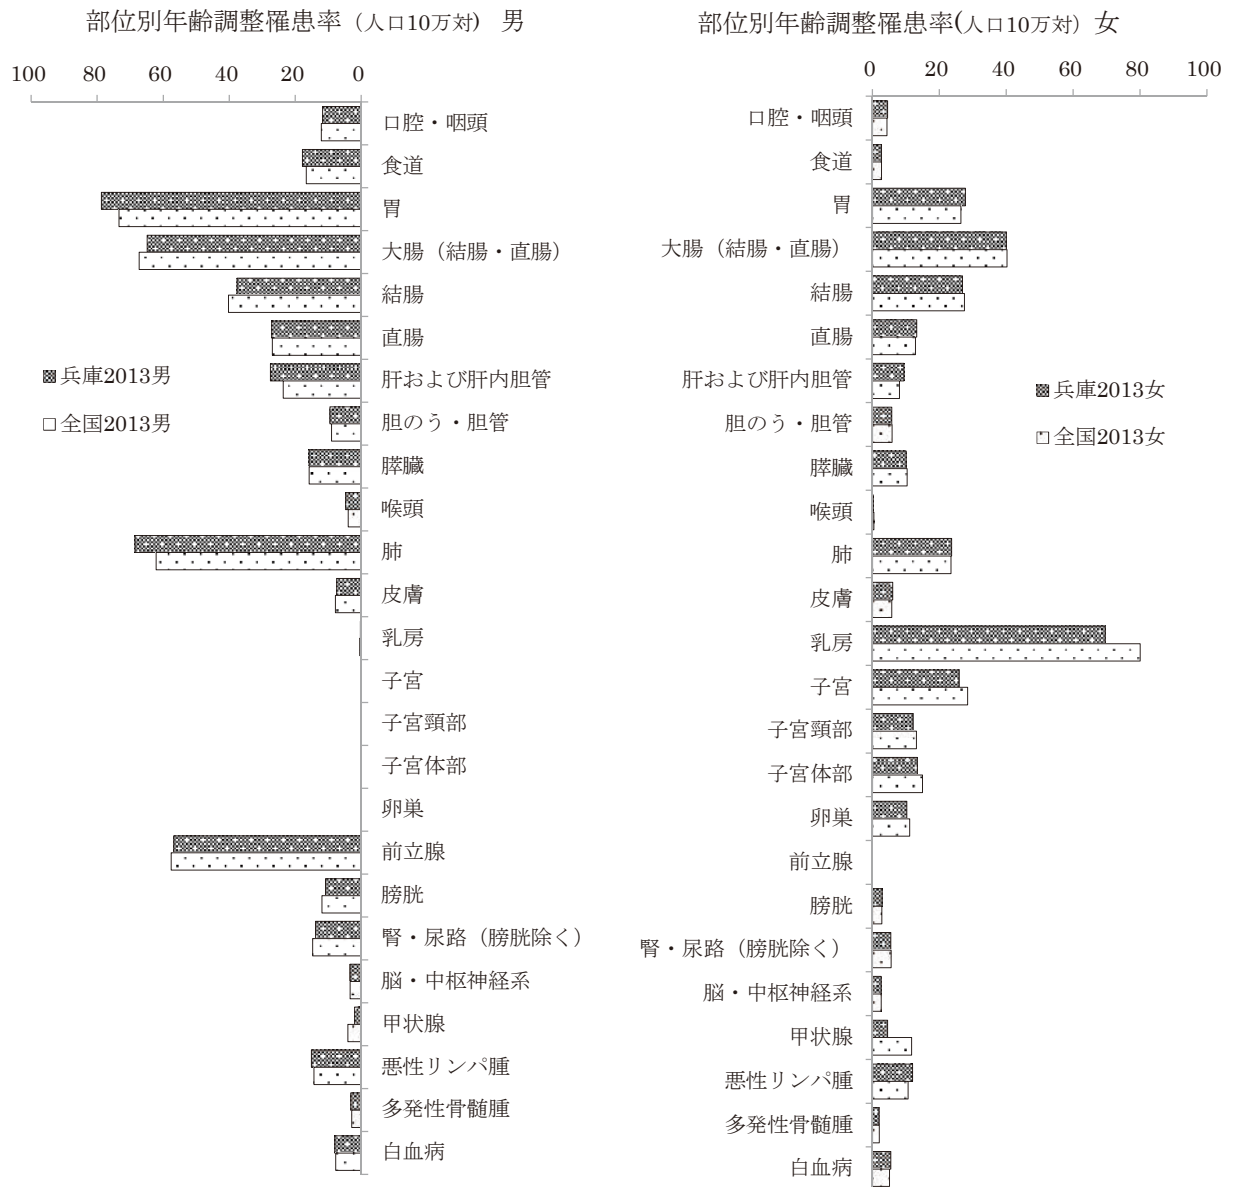 部位別年齢調整罹患率（人口10万対） 男
100 80 60 40 20 0
口腔・咽頭
食道
胃
大腸（結腸・直腸）
結腸
直腸
肝および肝内胆管
胆のう・胆管
膵臓
喉頭
肺
皮膚
乳房
子宮
子宮頸部
子宮体部
卵巣
前立腺
膀胱
腎・尿路（膀胱除く）
脳・中枢神経系
甲状腺
悪性リンパ腫
多発性骨髄腫
白血病
兵庫2013男
全国2013男
部位別年齢調整罹患率(人口10万対） 女
0 20 40 60 80 100
口腔・咽頭
食道
胃
大腸（結腸・直腸）
結腸
直腸
肝および肝内胆管
胆のう・胆管
膵臓
喉頭
肺
皮膚
乳房
子宮
子宮頸部
子宮体部
卵巣
前立腺
膀胱
腎・尿路（膀胱除く）
脳・中枢神経系
甲状腺
悪性リンパ腫
多発性骨髄腫
白血病
兵庫2013女
全国2013女